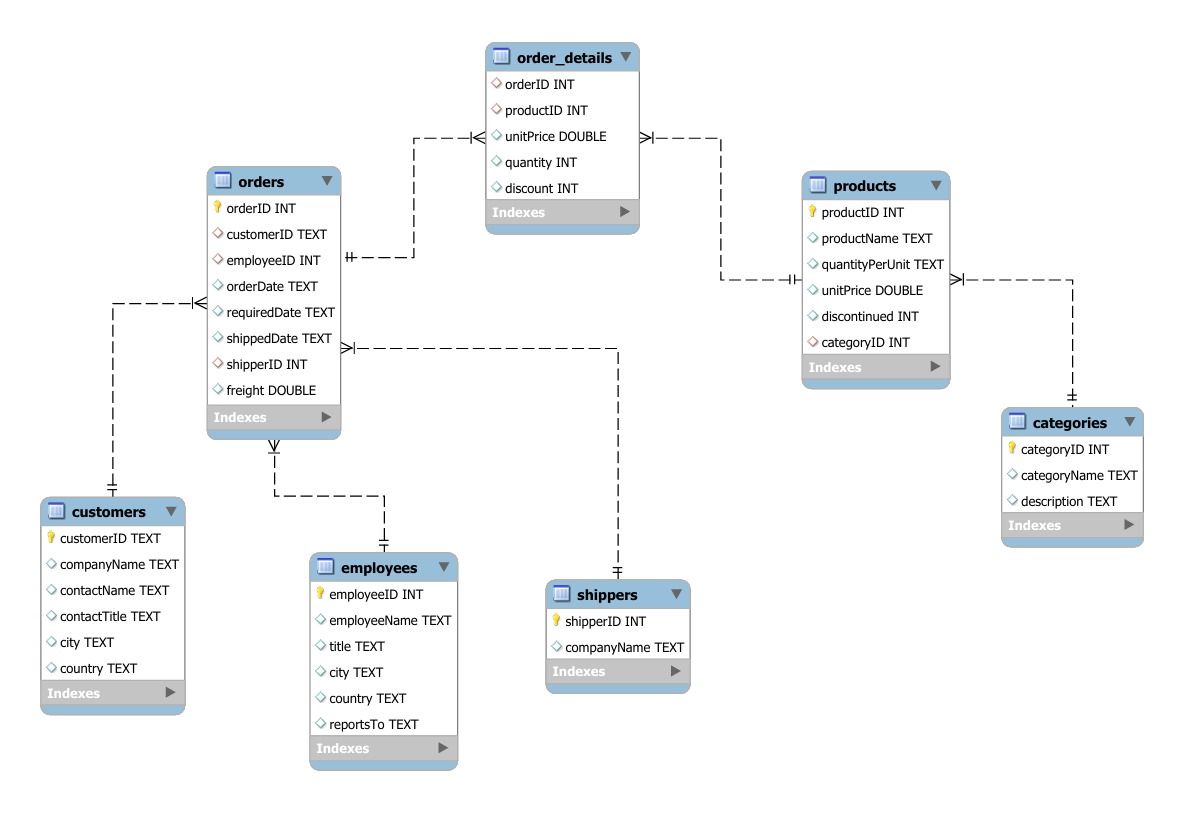 order_details
orderID INT
productID INT
unitPrice DOUBLE
quantity INT
discount INT
Indexes
orders
orderID INT
customerID TEXT
employeeID INT
orderDate TEXT
requiredDate TEXT
shippedDate TEXT
shipperID INT
freight DOUBLE
Indexes
products
productID INT
productName TEXT
quantityPerUnit TEXT
unitPrice DOUBLE
discontinued INT
categoryID INT
Indexes
categories
categoryID INT
categoryName TEXT
description TEXT
Indexes
customers
customerID TEXT
companyName TEXT
contactName TEXT
contactTitle TEXT
city TEXT
country TEXT
Indexes
employees
employeeID INT
employeeName TEXT
title TEXT
city TEXT
country TEXT
reportsTo TEXT
Indexes
shippers
shipperID INT
companyName TEXT
Indexes